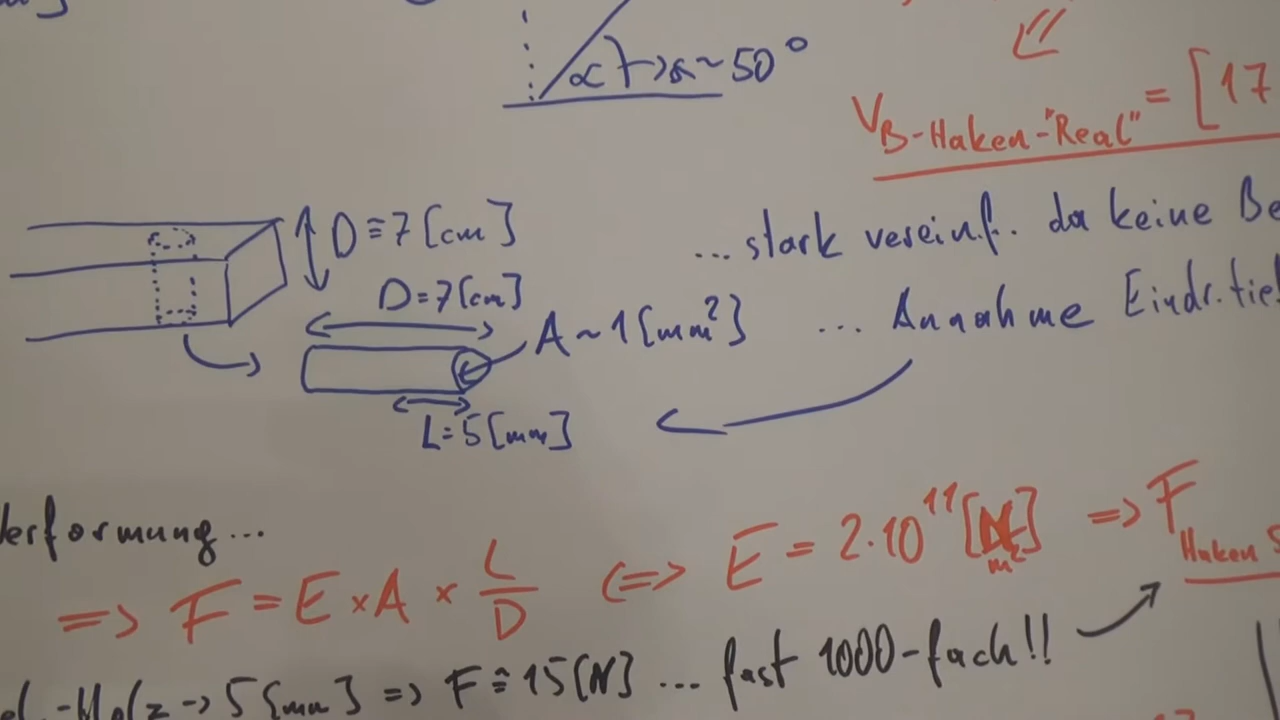 α → α ~ 50°
V B-Haken-"Real" = [17
D ≙ 7 [cm]
...stark vereinf. da keine Be
D = 7 [cm]
A ~ 1 [mm²]
... Annahme Eindr.tief
L = 5 [mm]
erformung...
=> F = E × A × L/D <=> E = 2·10¹¹ [N/m²] => F Haken
-Holz -> 5 [mm] => F ≙ 15 [N] ... fast 1000-fach!!